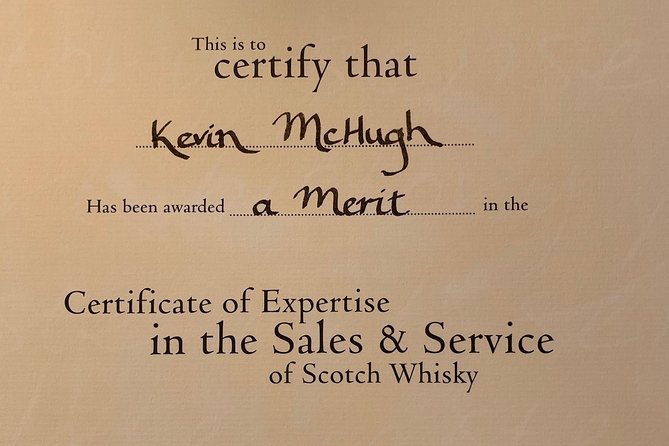 This is to
certify that
Kevin McHugh
Has been awarded a Merit in the
Certificate of Expertise
in the Sales & Service
of Scotch Whisky